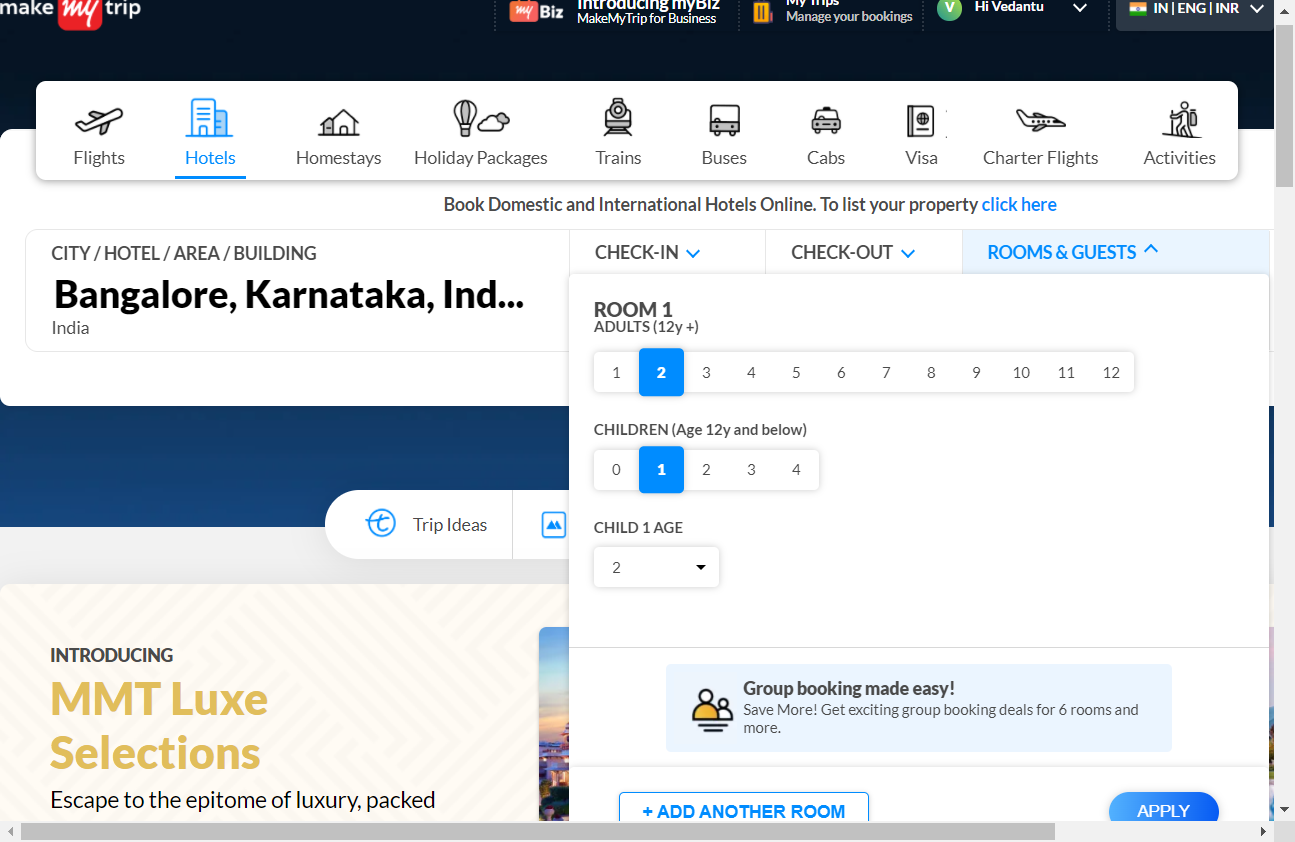 make my trip
my Biz
Introducing myBiz
MakeMyTrip for Business
My Trips
Manage your bookings
V
Hi Vedantu
IN | ENG | INR
Flights
Hotels
Homestays
Holiday Packages
Trains
Buses
Cabs
Visa
Charter Flights
Activities
Book Domestic and International Hotels Online. To list your property click here
CITY / HOTEL / AREA / BUILDING
Bangalore, Karnataka, Ind...
India
CHECK-IN
CHECK-OUT
ROOMS & GUESTS
ROOM 1
ADULTS (12y +)
1 2 3 4 5 6 7 8 9 10 11 12
CHILDREN (Age 12y and below)
0 1 2 3 4
CHILD 1 AGE
2
Trip Ideas
Group booking made easy!
Save More! Get exciting group booking deals for 6 rooms and
more.
+ ADD ANOTHER ROOM
APPLY
INTRODUCING
MMT Luxe
Selections
Escape to the epitome of luxury, packed